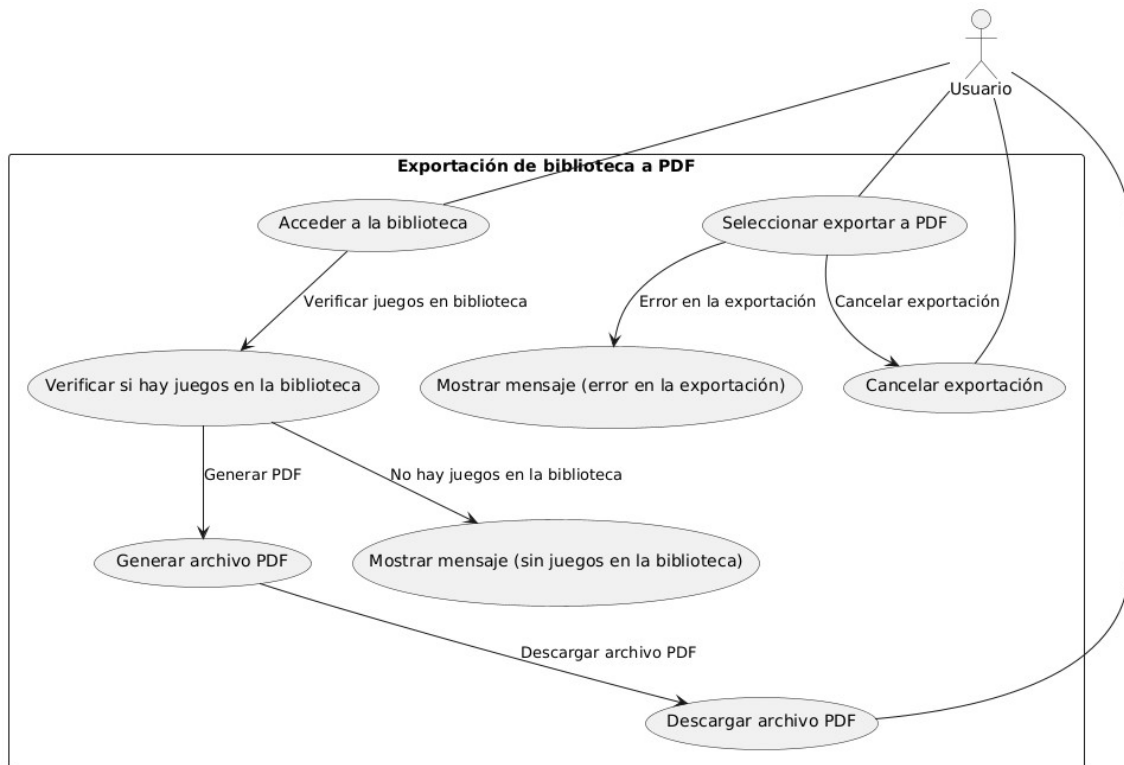 Usuario
Exportación de biblioteca a PDF
Acceder a la biblioteca
Seleccionar exportar a PDF
Verificar juegos en biblioteca
Error en la exportación
Cancelar exportación
Verificar si hay juegos en la biblioteca
Mostrar mensaje (error en la exportación)
Cancelar exportación
Generar PDF
No hay juegos en la biblioteca
Generar archivo PDF
Mostrar mensaje (sin juegos en la biblioteca)
Descargar archivo PDF
Descargar archivo PDF